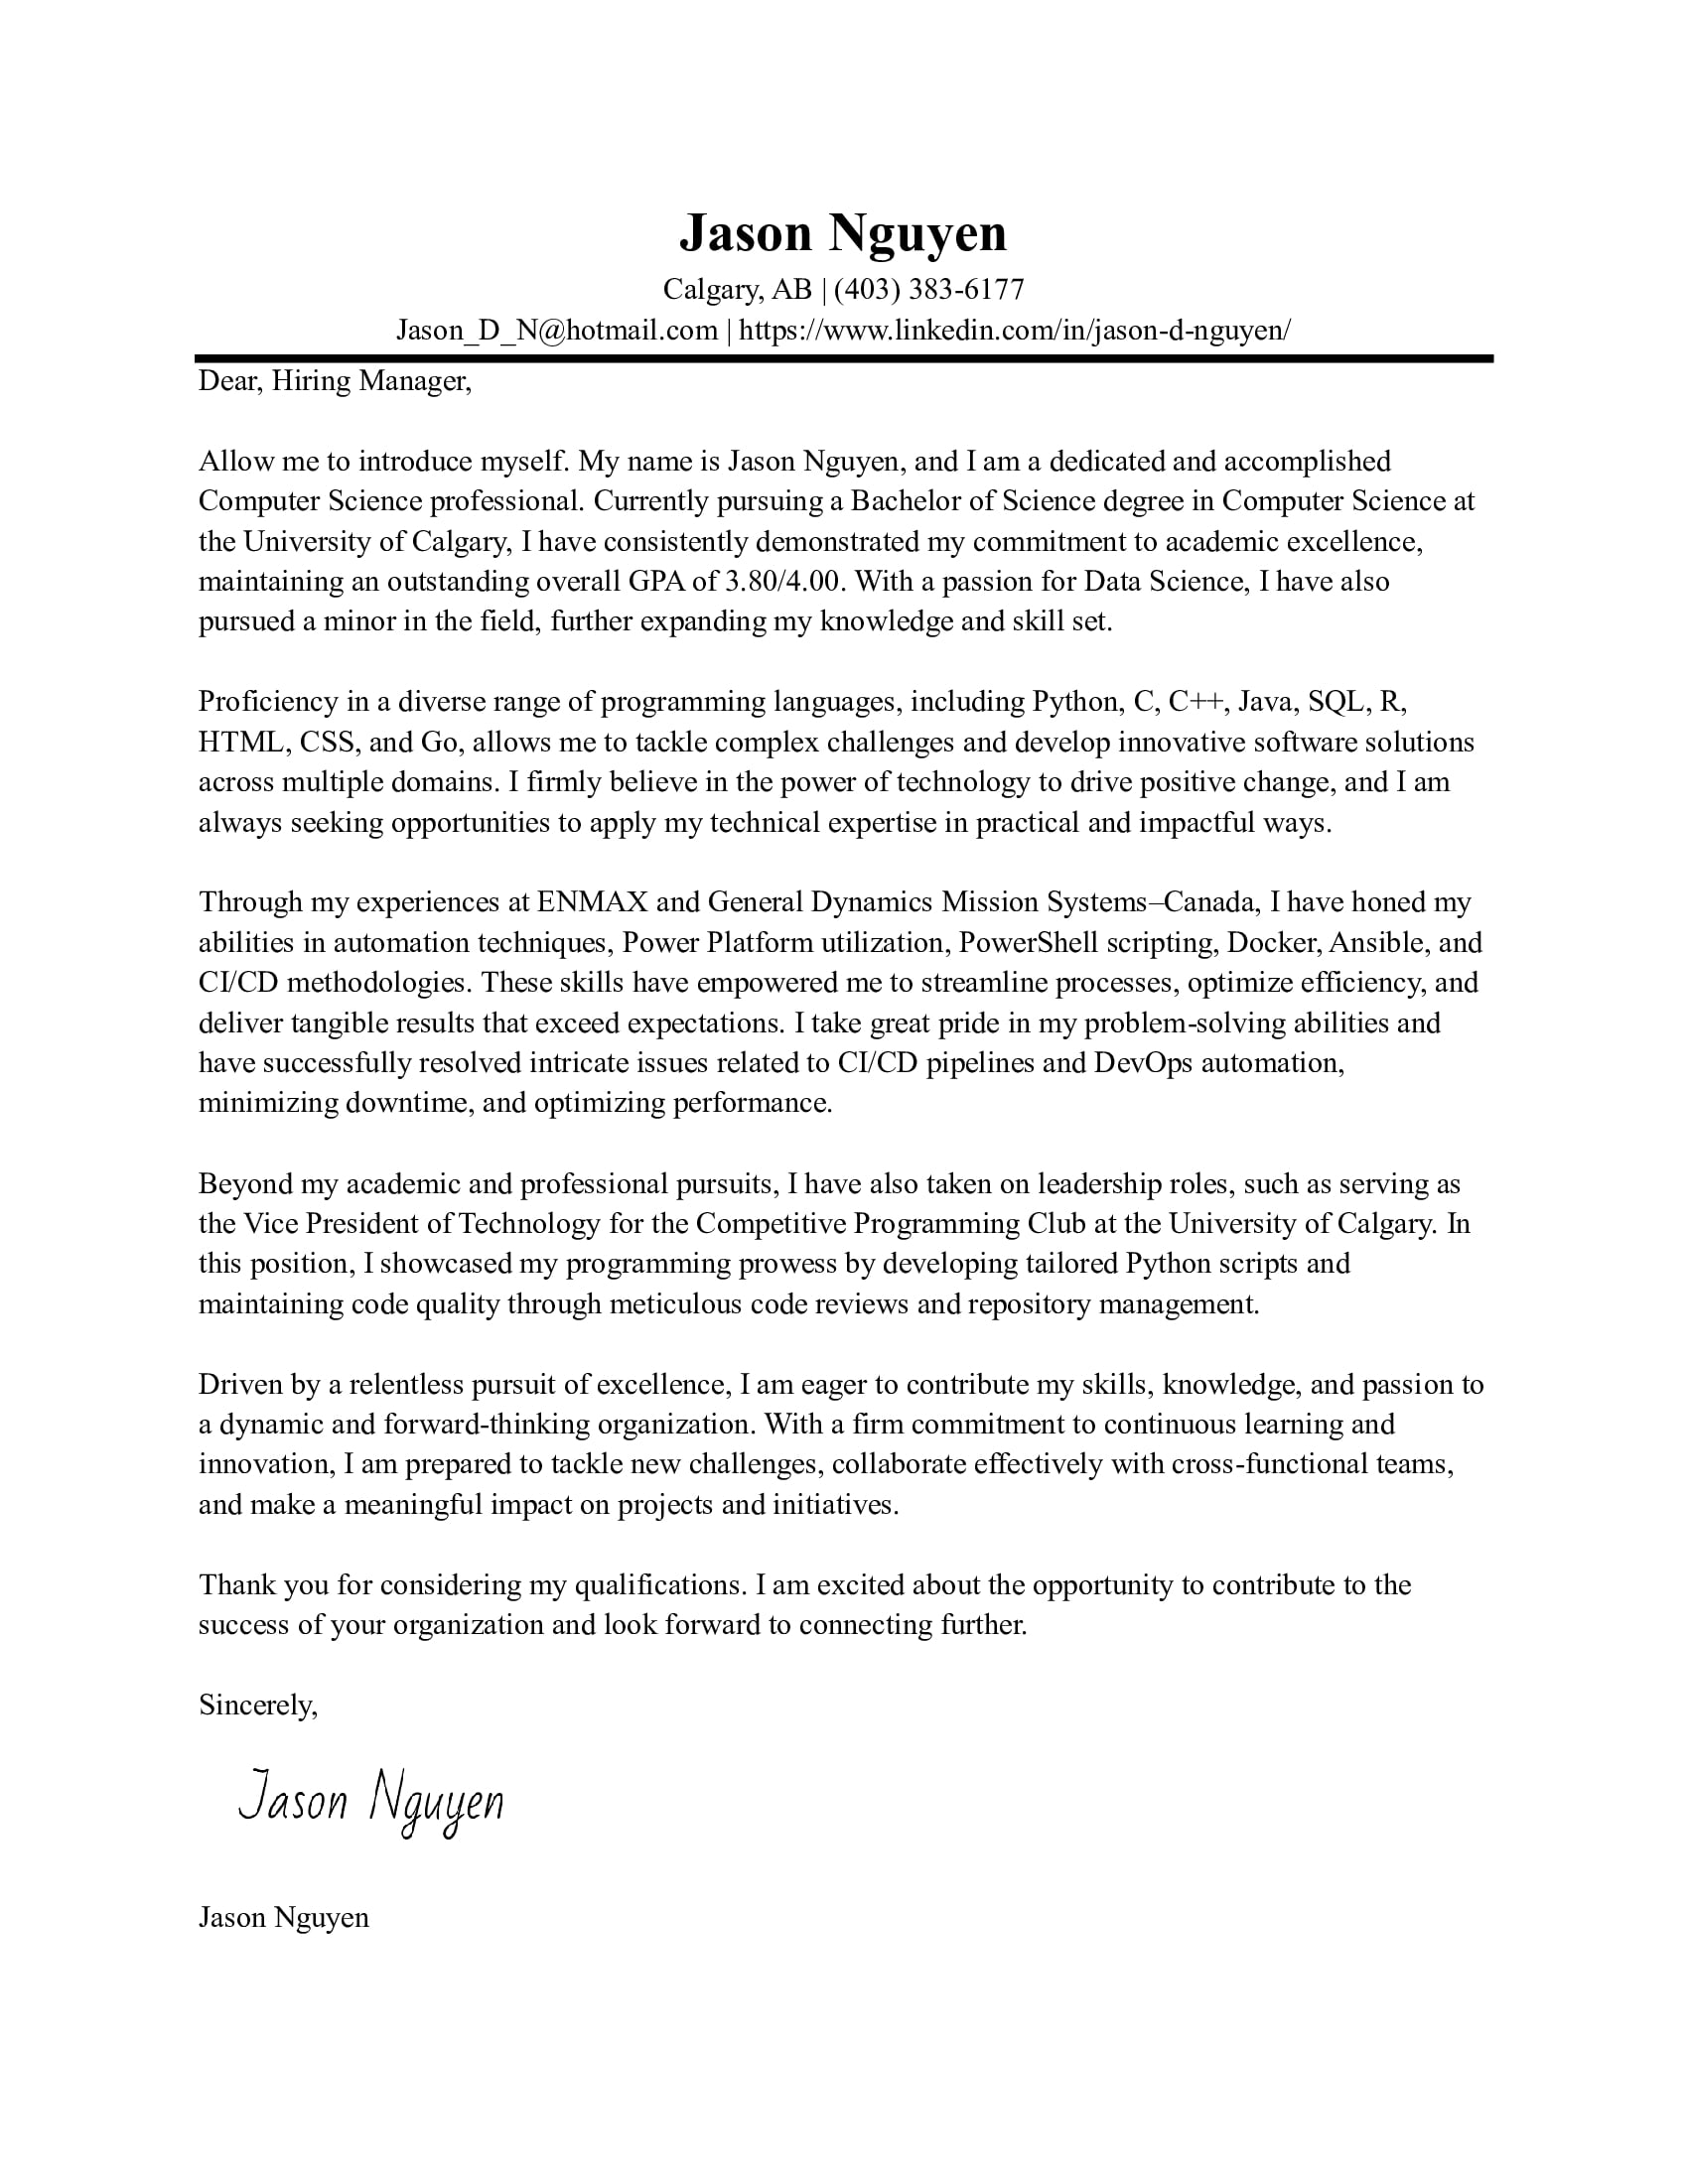 Jason Nguyen
Calgary, AB | (403) 383-6177
Jason_D_N@hotmail.com | https://www.linkedin.com/in/jason-d-nguyen/
Dear, Hiring Manager,
Allow me to introduce myself. My name is Jason Nguyen, and I am a dedicated and accomplished
Computer Science professional. Currently pursuing a Bachelor of Science degree in Computer Science at
the University of Calgary, I have consistently demonstrated my commitment to academic excellence,
maintaining an outstanding overall GPA of 3.80/4.00. With a passion for Data Science, I have also
pursued a minor in the field, further expanding my knowledge and skill set.
Proficiency in a diverse range of programming languages, including Python, C, C++, Java, SQL, R,
HTML, CSS, and Go, allows me to tackle complex challenges and develop innovative software solutions
across multiple domains. I firmly believe in the power of technology to drive positive change, and I am
always seeking opportunities to apply my technical expertise in practical and impactful ways.
Through my experiences at ENMAX and General Dynamics Mission Systems–Canada, I have honed my
abilities in automation techniques, Power Platform utilization, PowerShell scripting, Docker, Ansible, and
CI/CD methodologies. These skills have empowered me to streamline processes, optimize efficiency, and
deliver tangible results that exceed expectations. I take great pride in my problem-solving abilities and
have successfully resolved intricate issues related to CI/CD pipelines and DevOps automation,
minimizing downtime, and optimizing performance.
Beyond my academic and professional pursuits, I have also taken on leadership roles, such as serving as
the Vice President of Technology for the Competitive Programming Club at the University of Calgary. In
this position, I showcased my programming prowess by developing tailored Python scripts and
maintaining code quality through meticulous code reviews and repository management.
Driven by a relentless pursuit of excellence, I am eager to contribute my skills, knowledge, and passion to
a dynamic and forward-thinking organization. With a firm commitment to continuous learning and
innovation, I am prepared to tackle new challenges, collaborate effectively with cross-functional teams,
and make a meaningful impact on projects and initiatives.
Thank you for considering my qualifications. I am excited about the opportunity to contribute to the
success of your organization and look forward to connecting further.
Sincerely,
Jason Nguyen
Jason Nguyen